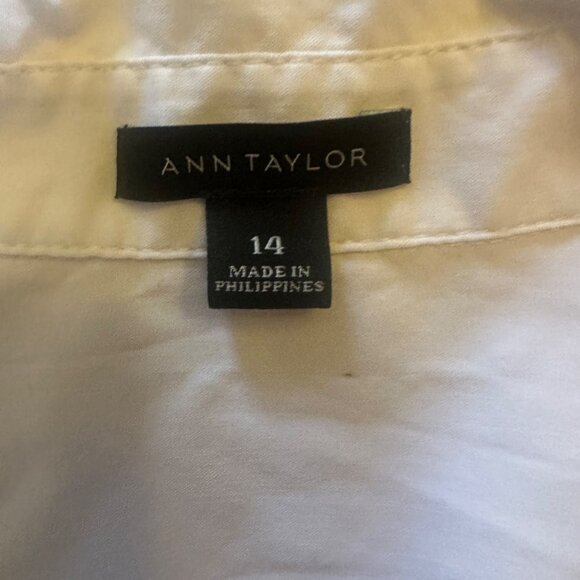 ANN TAYLOR
14
MADE IN
PHILIPPINES